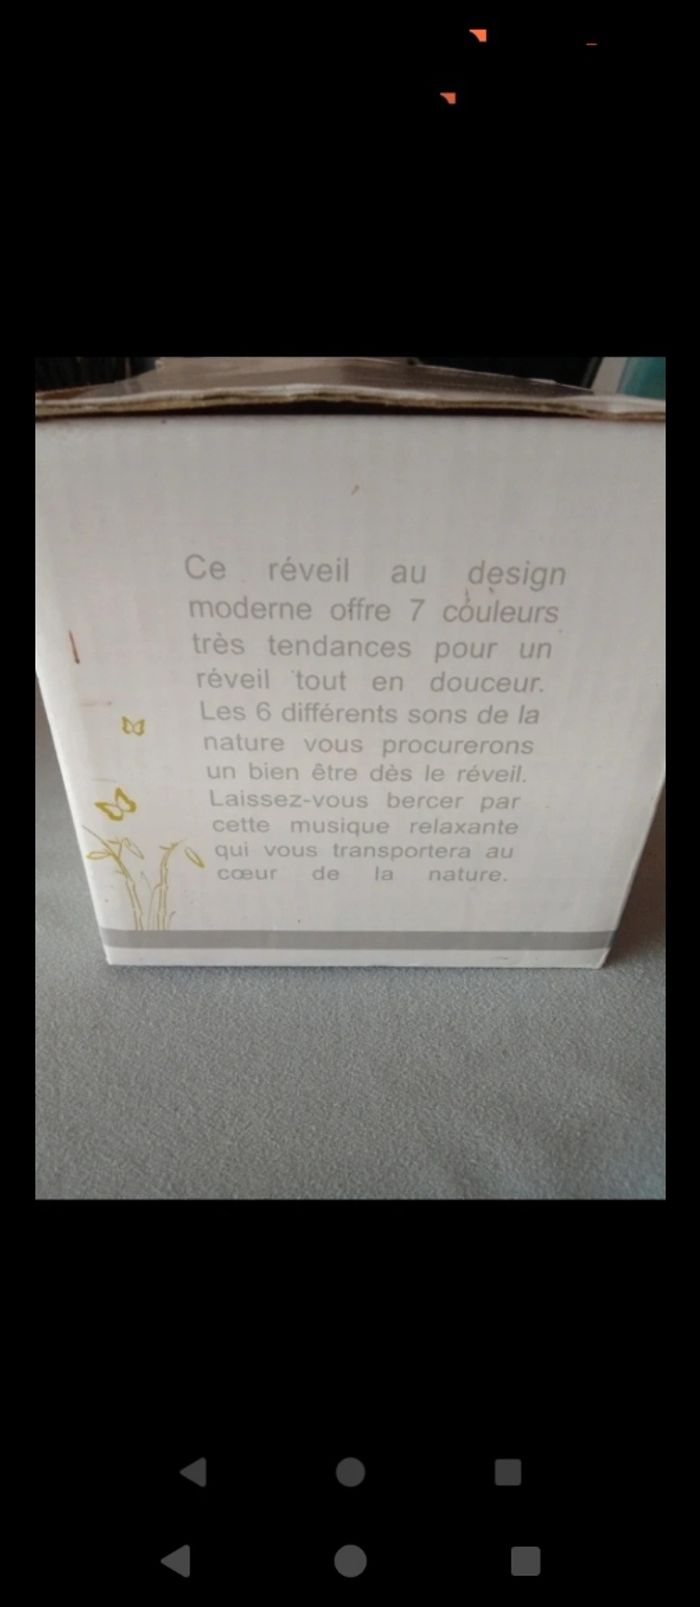 Ce réveil au design
moderne offre 7 couleurs
très tendances pour un
réveil tout en douceur.
Les 6 différents sons de la
nature vous procurerons
un bien être dès le réveil.
Laissez-vous bercer par
cette musique relaxante
qui vous transportera au
cœur de la nature.